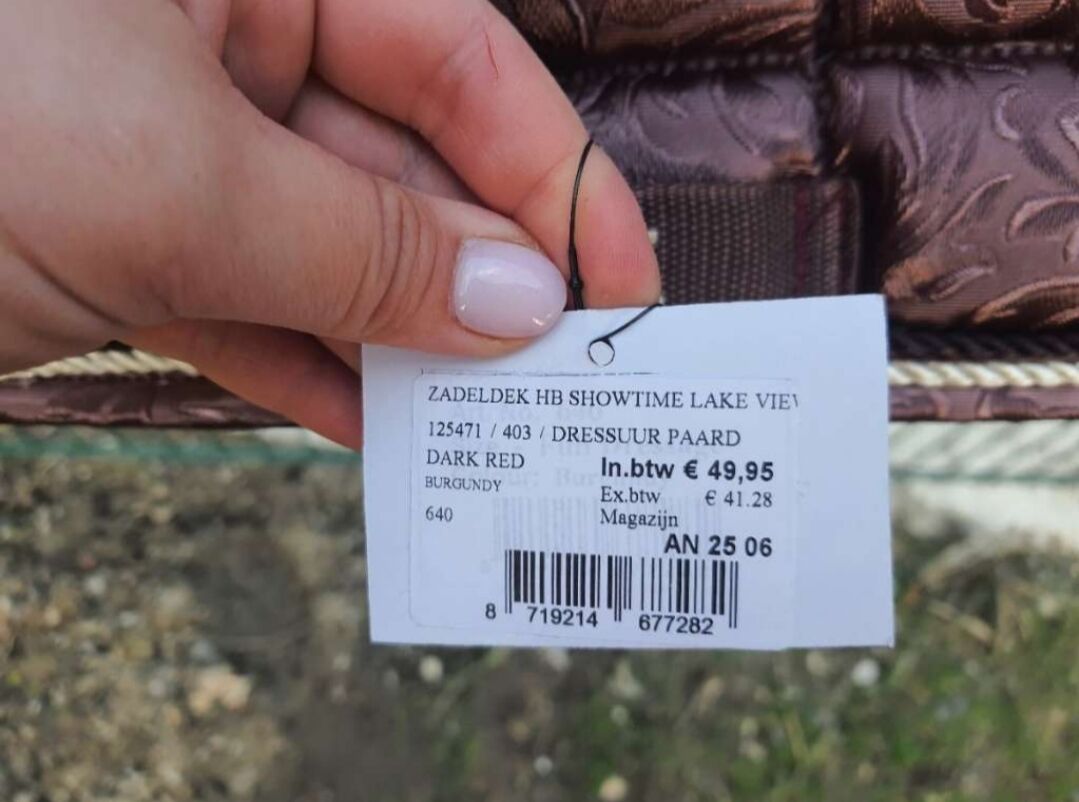 ZADELDEK HB SHOWTIME LAKE VIE
125471 / 403 / DRESSUUR PAARD
DARK RED
BURGUNDY
640
In.btw € 49,95
Ex.btw € 41.28
Magazijn
AN 25 06
8 719214 677282